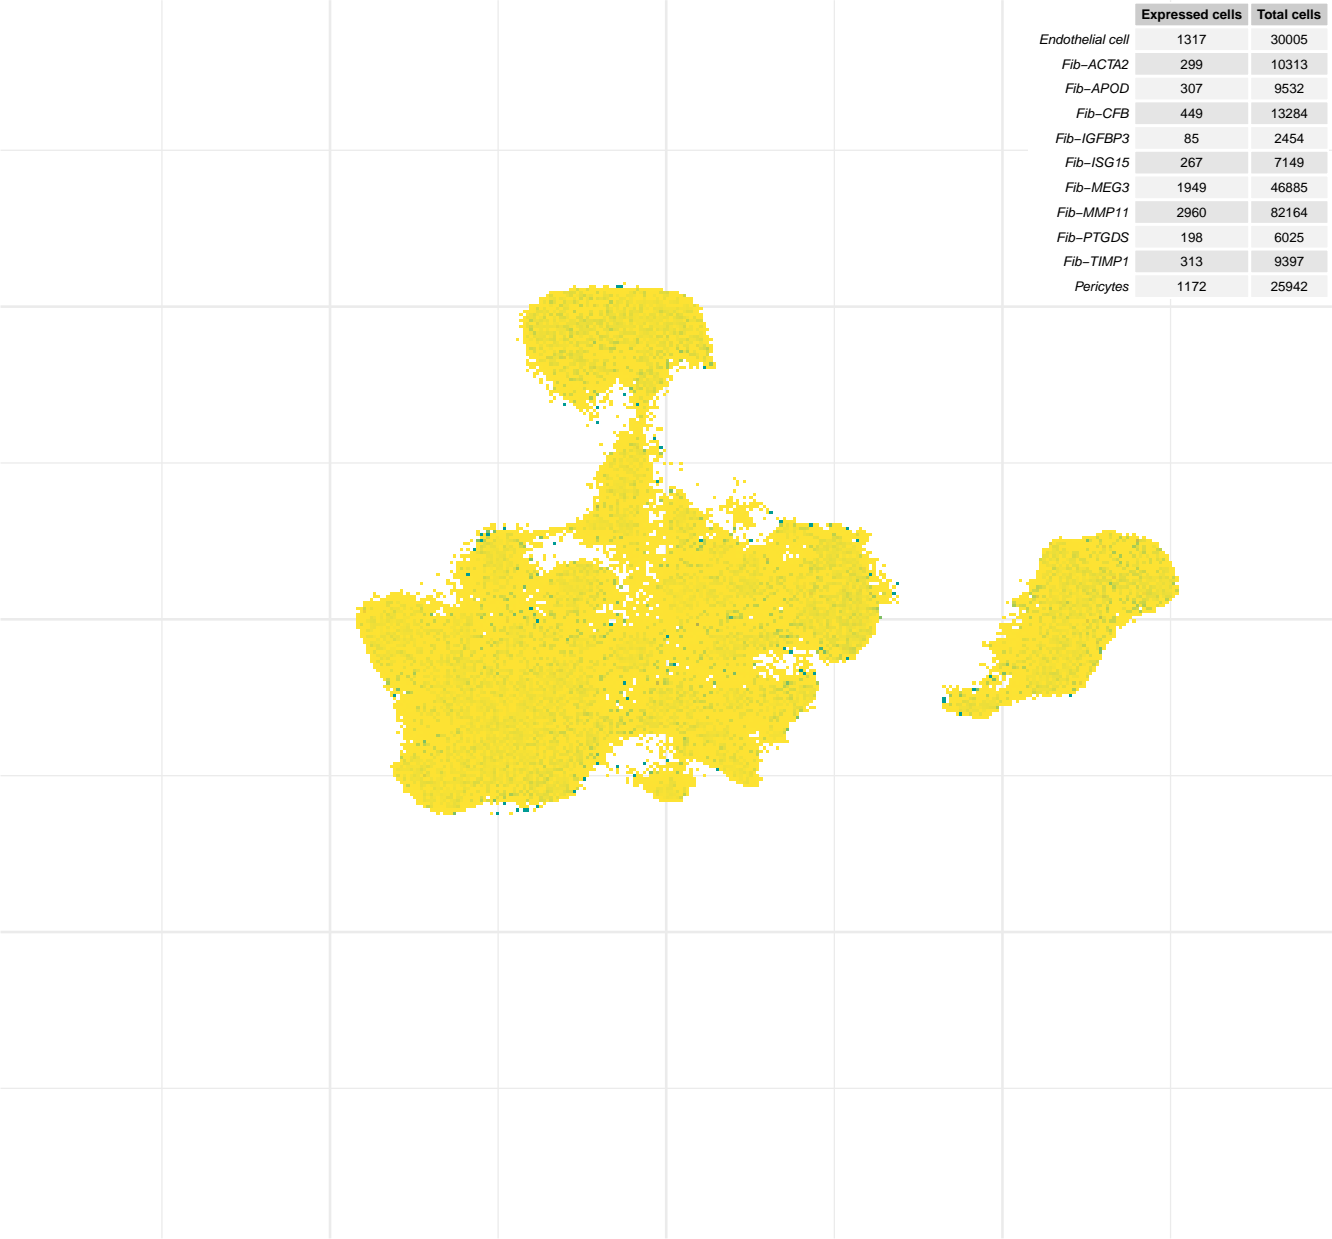 Expressed cells Total cells
Endothelial cell 1317 30005
Fib−ACTA2 299 10313
Fib−APOD 307 9532
Fib−CFB 449 13284
Fib−IGFBP3 85 2454
Fib−ISG15 267 7149
Fib−MEG3 1949 46885
Fib−MMP11 2960 82164
Fib−PTGDS 198 6025
Fib−TIMP1 313 9397
Pericytes 1172 25942